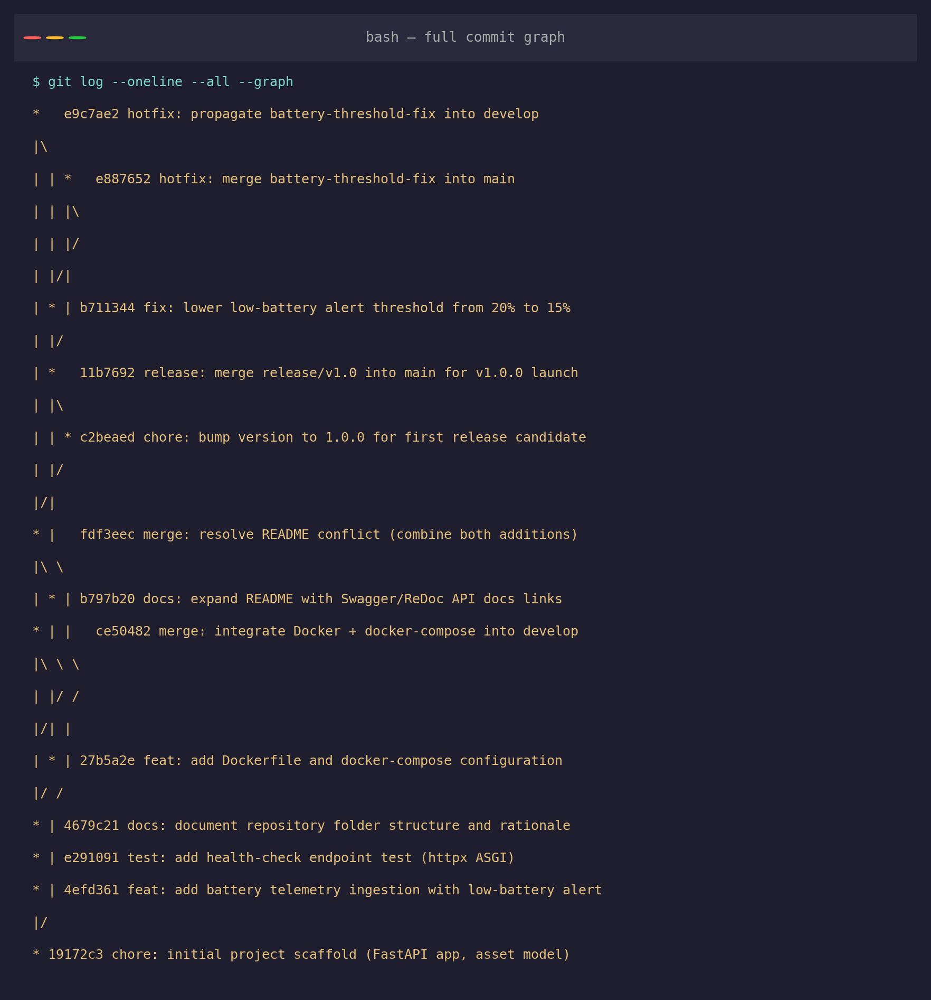 bash — full commit graph
$ git log --oneline --all --graph
*   e9c7ae2 hotfix: propagate battery-threshold-fix into develop
|\
| | *   e887652 hotfix: merge battery-threshold-fix into main
| | |\
| | |/
| |/|
| * | b711344 fix: lower low-battery alert threshold from 20% to 15%
| |/
| *   11b7692 release: merge release/v1.0 into main for v1.0.0 launch
| |\
| | * c2beaed chore: bump version to 1.0.0 for first release candidate
| |/
|/|
* |   fdf3eec merge: resolve README conflict (combine both additions)
|\ \
| * | b797b20 docs: expand README with Swagger/ReDoc API docs links
* | |   ce50482 merge: integrate Docker + docker-compose into develop
|\ \ \
| |/ /
|/| |
| * | 27b5a2e feat: add Dockerfile and docker-compose configuration
|/ /
* | 4679c21 docs: document repository folder structure and rationale
* | e291091 test: add health-check endpoint test (httpx ASGI)
* | 4efd361 feat: add battery telemetry ingestion with low-battery alert
|/
* 19172c3 chore: initial project scaffold (FastAPI app, asset model)